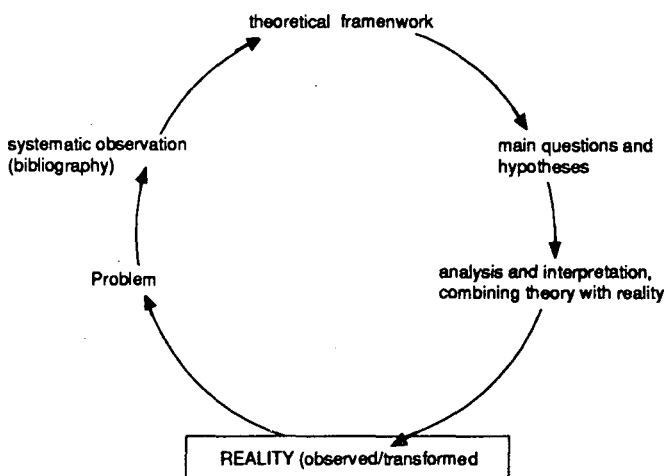 theoretical framenwork
systematic observation
(bibliography)
main questions and
hypotheses
Problem
analysis and interpretation,
combining theory with reality
REALITY (observed/transformed